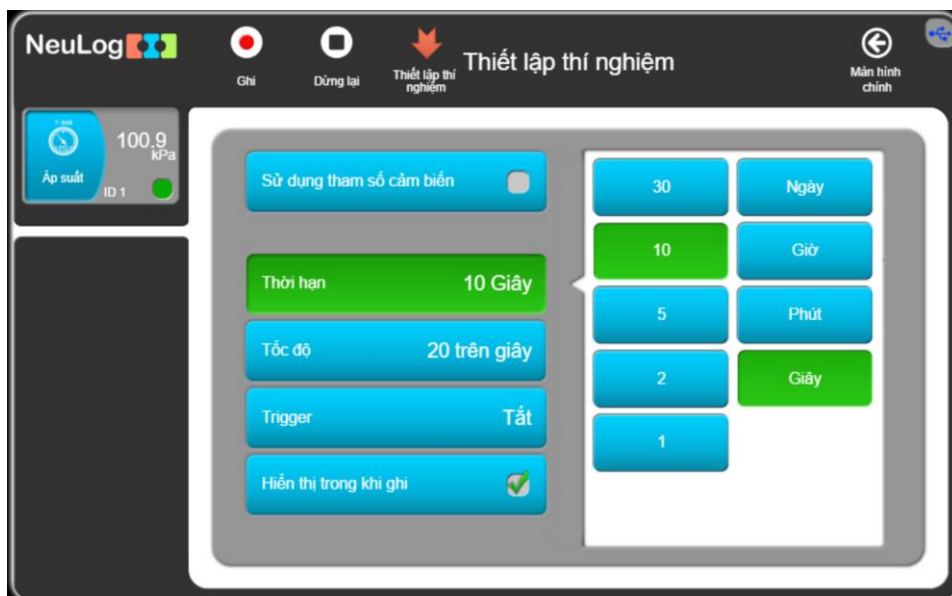 NeuLog
Ghi
Dừng lại
Thiết lập thí
nghiệm
Thiết lập thí nghiệm
Màn hình
chính
Áp suất
100.9
kPa
ID 1
Sử dụng tham số cảm biến
Thời hạn 10 Giây
Tốc độ 20 trên giây
Trigger Tắt
Hiển thị trong khi ghi
30 Ngày
10 Giờ
5 Phút
2 Giây
1